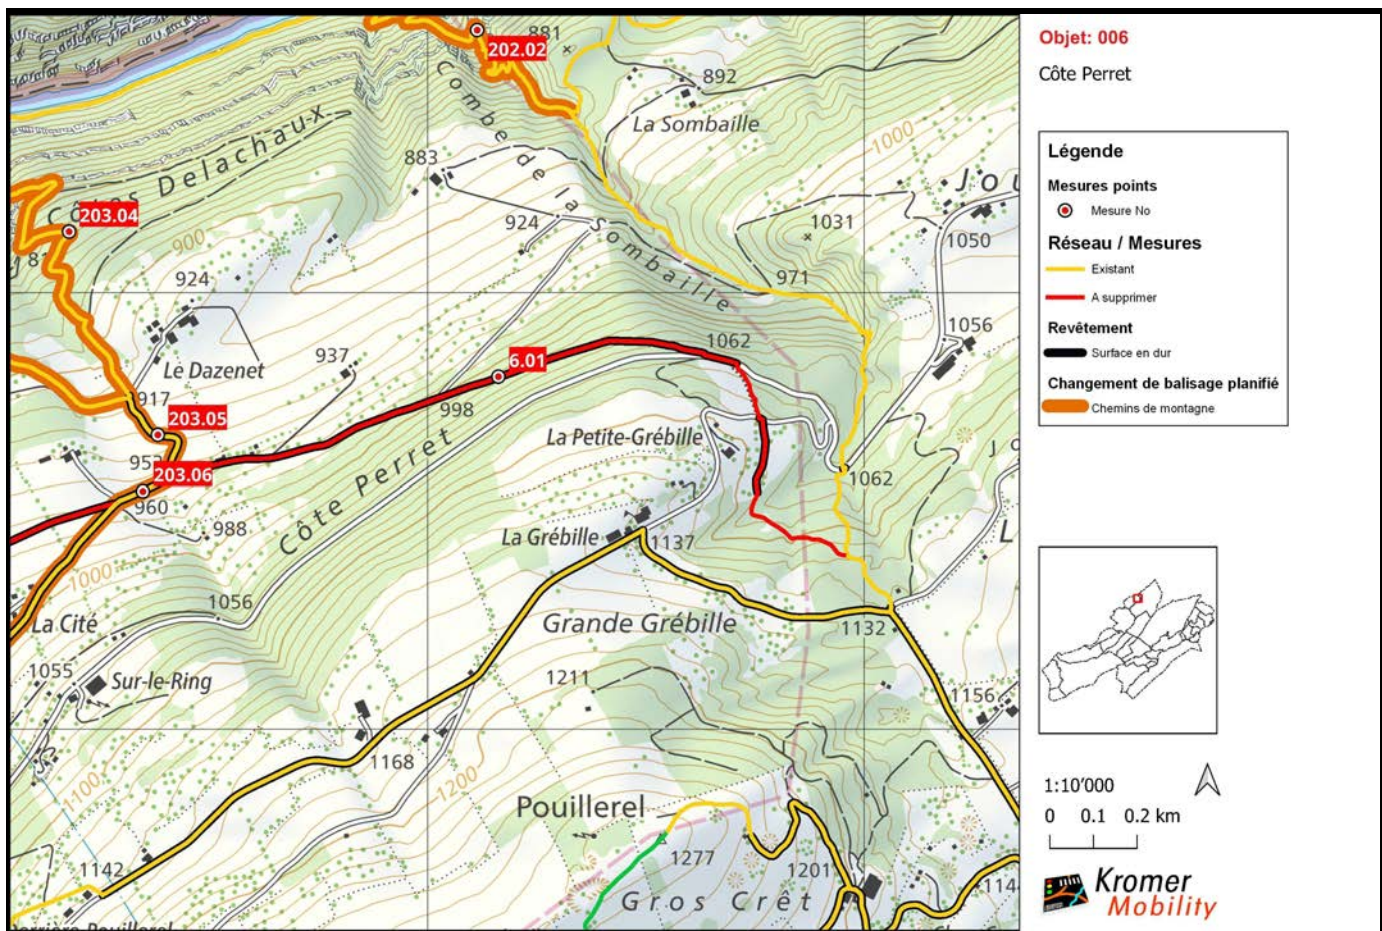 881
202.02
Combe de la Sombaille
892
La Sombaille
1000
883
Côtes Delachaux
203.04
900
924
924
1031
Jou
1050
971
1062
1056
937
6.01
Le Dazenet
917
998
203.05
La Petite-Grébille
203.06
1062
960
988
Côte Perret
La Grébille
1137
1000
1056
La Cité
Grande Grébille
1132
1055
Sur-le-Ring
1211
1156
1168
1100
1200
Pouillerel
1142
1277
1201
Gros Crêt
Objet: 006
Côte Perret
Légende
Mesures points
Mesure No
Réseau / Mesures
Existant
A supprimer
Revêtement
Surface en dur
Changement de balisage planifié
Chemins de montagne
1:10'000
0 0.1 0.2 km
Kromer
Mobility